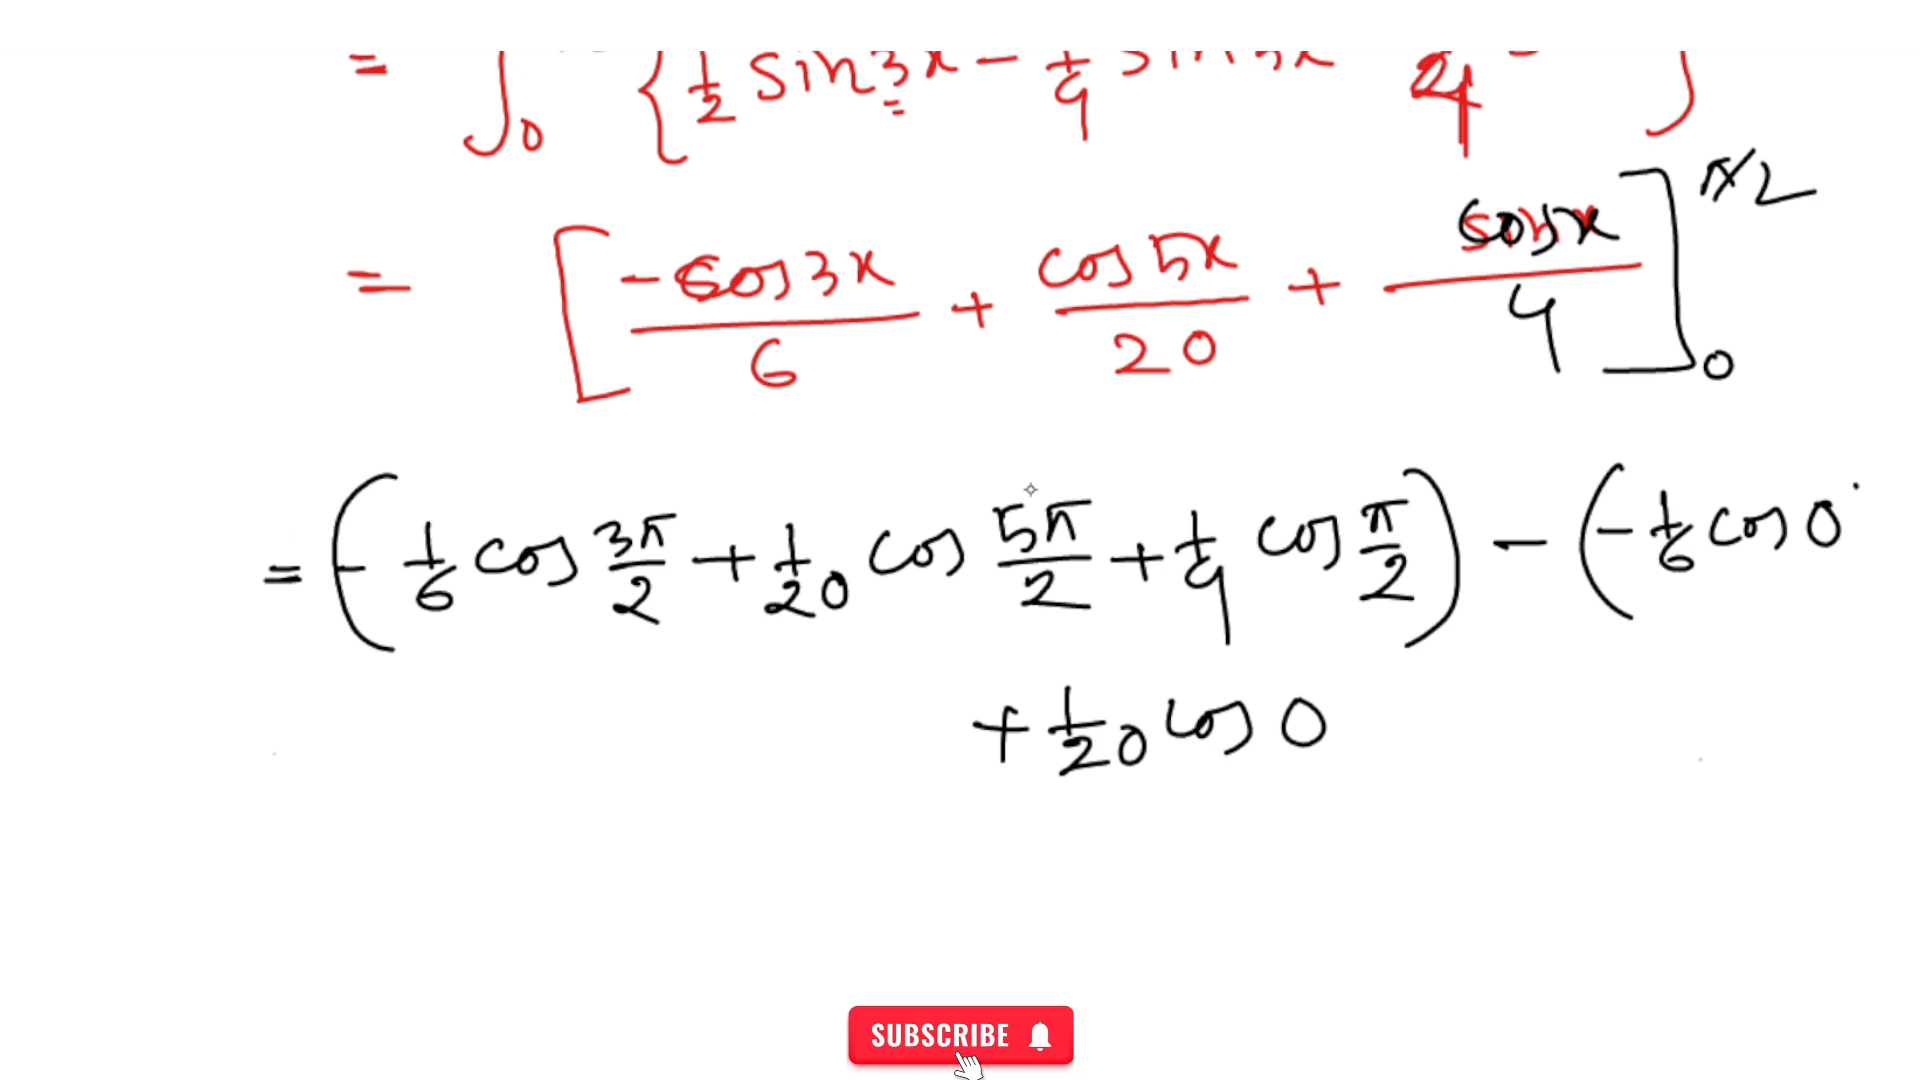 = ∫₀ { 1/2 sin 3x - 1/4 sin x 4 }
= [ -cos 3x / 6 + cos 5x / 20 + cos x / 4 ]₀^π/2
= ( - 1/6 cos 3π/2 + 1/20 cos 5π/2 + 1/4 cos π/2 ) - ( - 1/6 cos 0
+ 1/20 cos 0
SUBSCRIBE